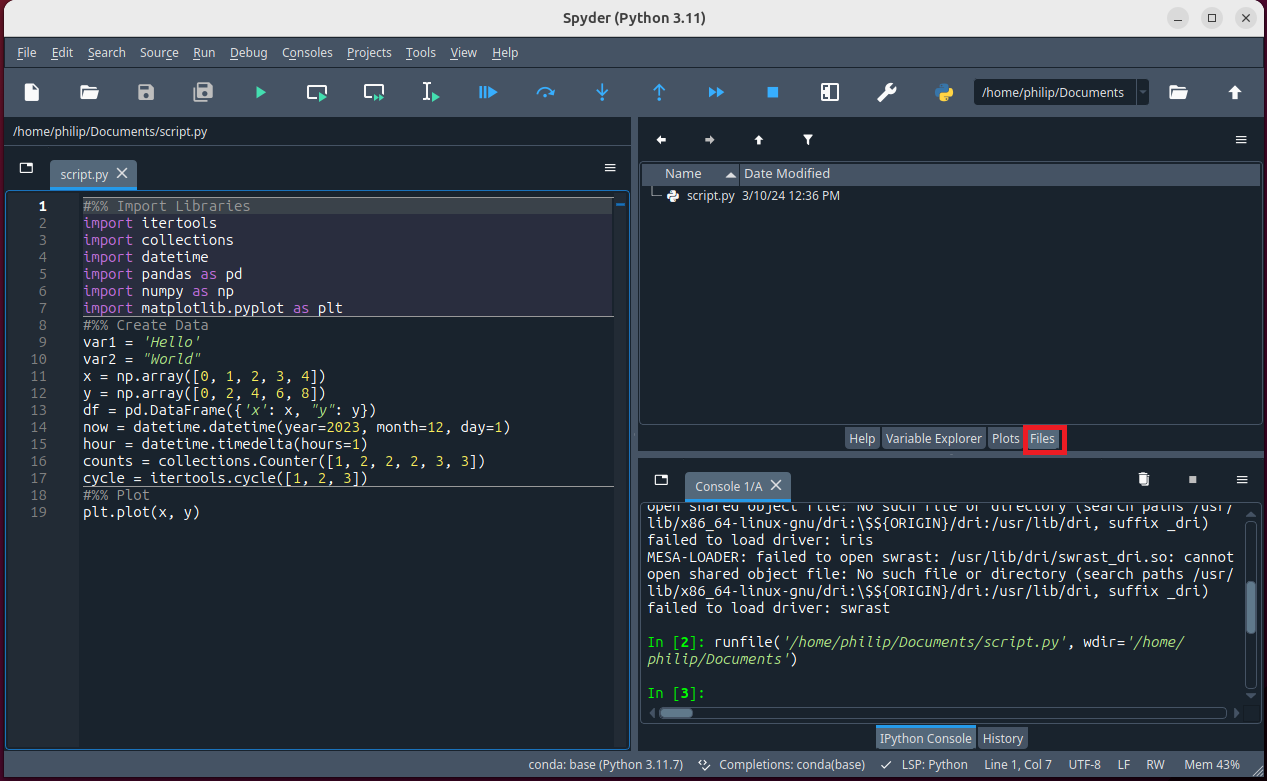 Spyder (Python 3.11)
File Edit Search Source Run Debug Consoles Projects Tools View Help
/home/philip/Documents
/home/philip/Documents/script.py
script.py
1 #%% Import Libraries
2 import itertools
3 import collections
4 import datetime
5 import pandas as pd
6 import numpy as np
7 import matplotlib.pyplot as plt
8 #%% Create Data
9 var1 = 'Hello'
10 var2 = "World"
11 x = np.array([0, 1, 2, 3, 4])
12 y = np.array([0, 2, 4, 6, 8])
13 df = pd.DataFrame({'x': x, "y": y})
14 now = datetime.datetime(year=2023, month=12, day=1)
15 hour = datetime.timedelta(hours=1)
16 counts = collections.Counter([1, 2, 2, 2, 3, 3])
17 cycle = itertools.cycle([1, 2, 3])
18 #%% Plot
19 plt.plot(x, y)
Name Date Modified
script.py 3/10/24 12:36 PM
Help Variable Explorer Plots Files
Console 1/A
open shared object file: No such file or directory (search paths /usr/
lib/x86_64-linux-gnu/dri:\$${ORIGIN}/dri:/usr/lib/dri, suffix _dri)
failed to load driver: iris
MESA-LOADER: failed to open swrast: /usr/lib/dri/swrast_dri.so: cannot
open shared object file: No such file or directory (search paths /usr/
lib/x86_64-linux-gnu/dri:\$${ORIGIN}/dri:/usr/lib/dri, suffix _dri)
failed to load driver: swrast
In [2]: runfile('/home/philip/Documents/script.py', wdir='/home/
philip/Documents')
In [3]:
IPython Console History
conda: base (Python 3.11.7) Completions: conda(base) LSP: Python Line 1, Col 7 UTF-8 LF RW Mem 43%